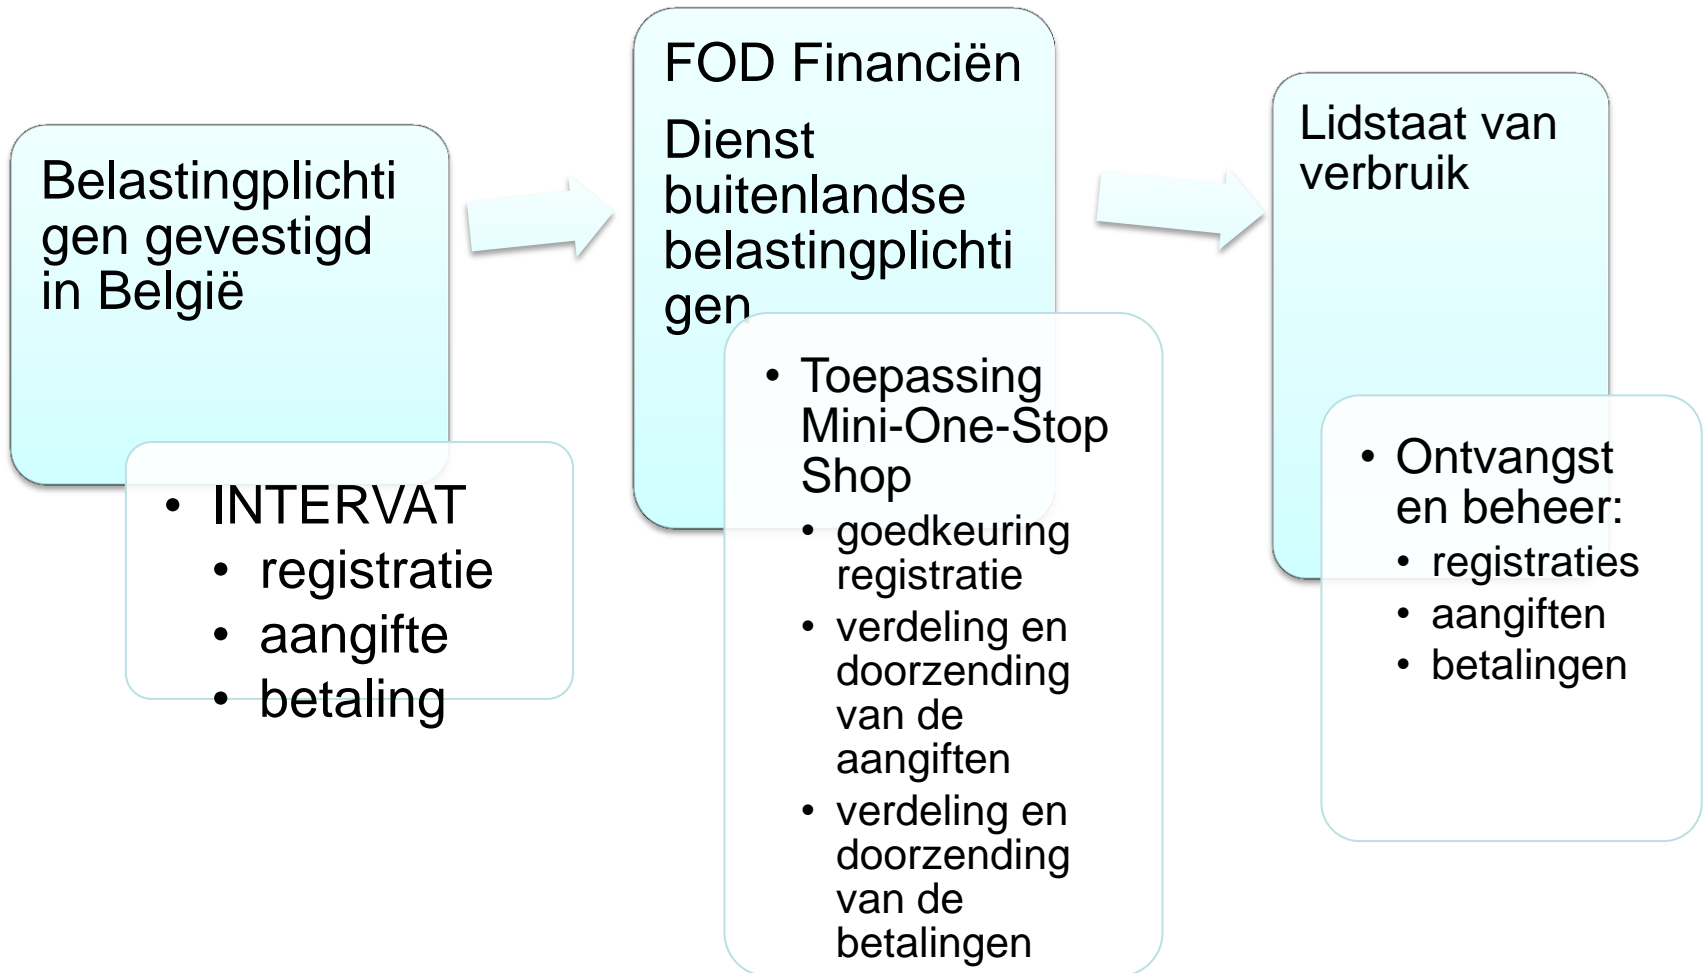 Belastingplichti
gen gevestigd
in België
• INTERVAT
• registratie
• aangifte
• betaling
FOD Financiën
Dienst
buitenlandse
belastingplichti
gen
• Toepassing
Mini-One-Stop
Shop
• goedkeuring
registratie
• verdeling en
doorzending
van de
aangiften
• verdeling en
doorzending
van de
betalingen
Lidstaat van
verbruik
• Ontvangst
en beheer:
• registraties
• aangiften
• betalingen